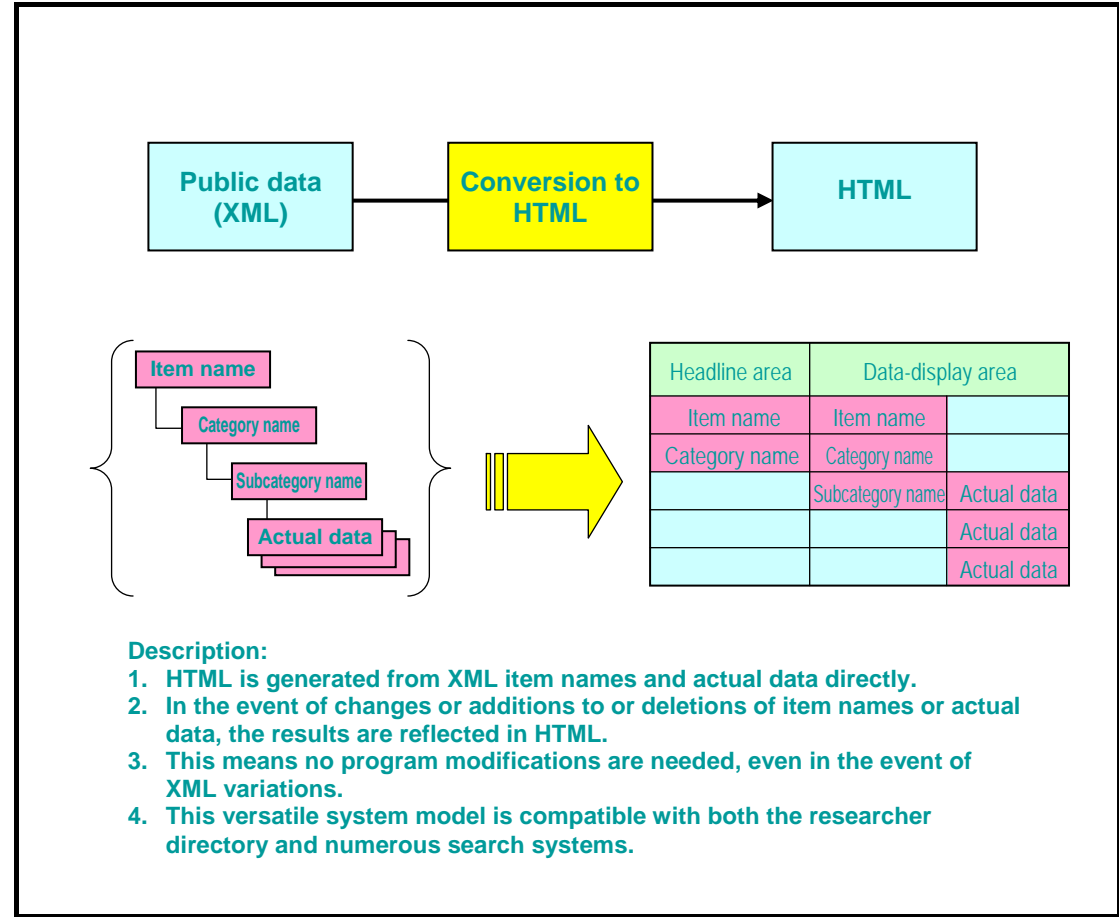 Public data
(XML)
Conversion to
HTML
HTML
Item name
Category name
Subcategory name
Actual data
Headline area Data-display area
Item name Item name
Category name Category name
Subcategory name Actual data
Actual data
Actual data
Description:
1. HTML is generated from XML item names and actual data directly.
2. In the event of changes or additions to or deletions of item names or actual
data, the results are reflected in HTML.
3. This means no program modifications are needed, even in the event of
XML variations.
4. This versatile system model is compatible with both the researcher
directory and numerous search systems.